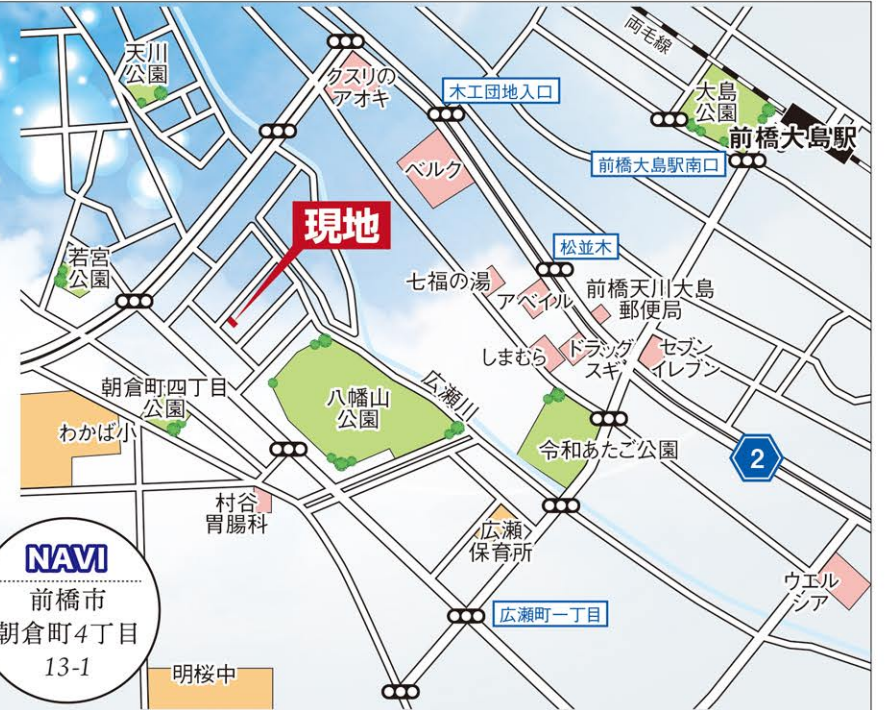 両毛線
天川
公園
クスリの
アオキ
木工団地入口
大島
公園
前橋大島駅
ベルク
前橋大島駅南口
現地
松並木
若宮
公園
七福の湯
アベイル
前橋天川大島
郵便局
しまむら
ドラッグ
スギ
セブン
イレブン
朝倉町四丁目
公園
八幡山
公園
広瀬川
わかば小
令和あたご公園
2
村谷
胃腸科
広瀬
保育所
ウエル
シア
NAVI
前橋市
朝倉町4丁目
13-1
広瀬町一丁目
明桜中